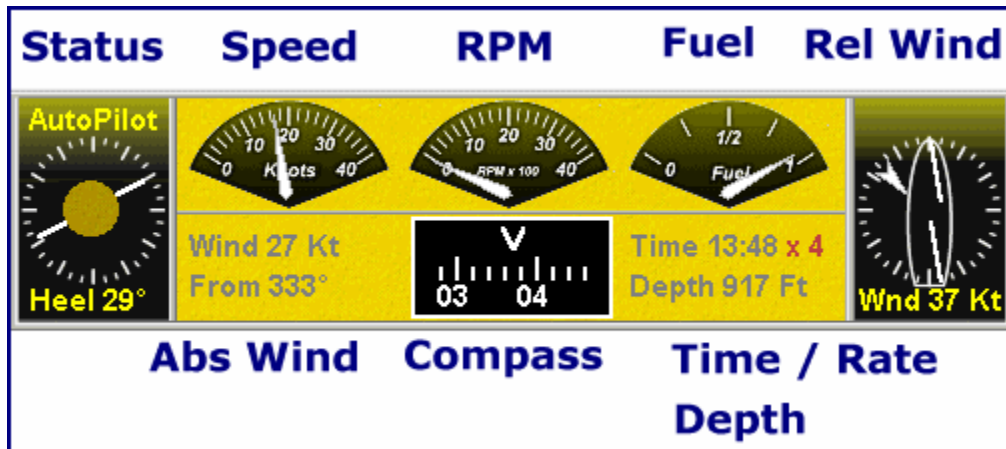 Status Speed RPM Fuel Rel Wind
AutoPilot
Heel 29°
0 10 20 30 40
Knots
0 10 20 30 40
RPM x 100
0 1/2 1
Fuel
Wind 27 Kt
From 333°
03 04
Time 13:48 x 4
Depth 917 Ft
Wnd 37 Kt
Abs Wind Compass Time / Rate
Depth